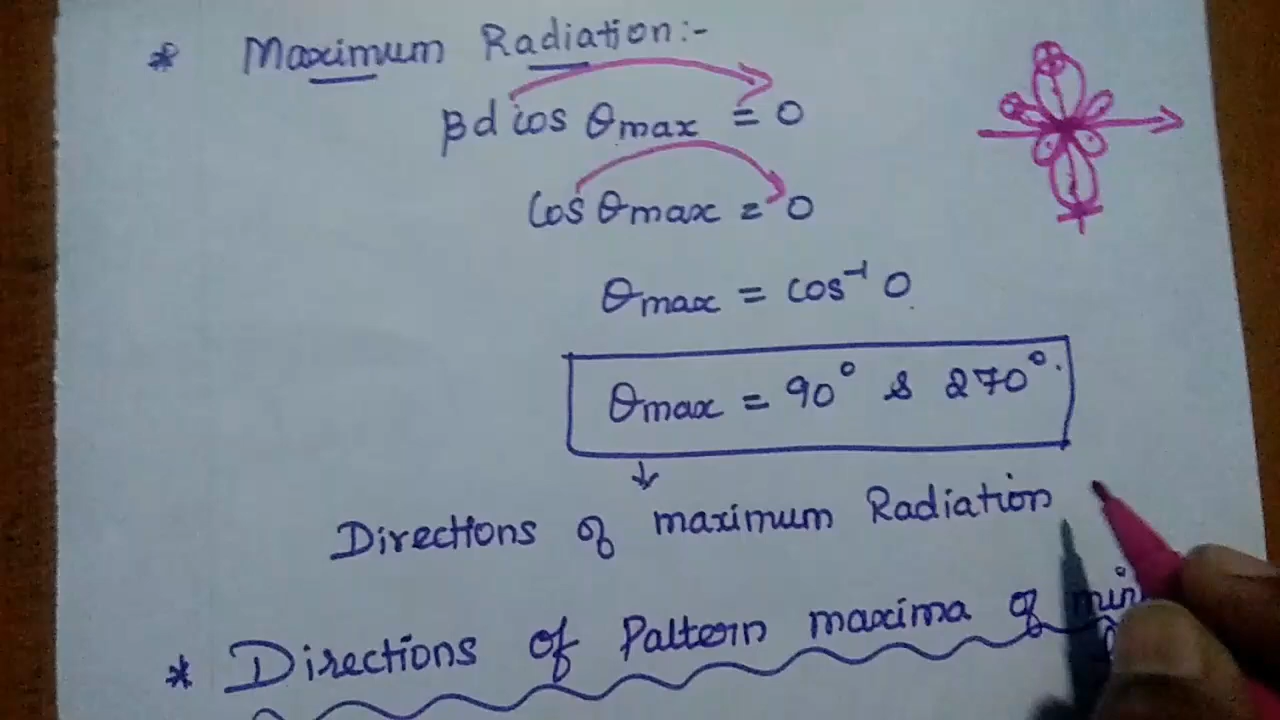 * Maximum Radiation:-
βd cos θmax = 0
Cos θmax = 0
θmax = cos⁻¹ 0
θmax = 90° & 270°.
↓
Directions of maximum Radiation
* Directions of Pattern maxima of